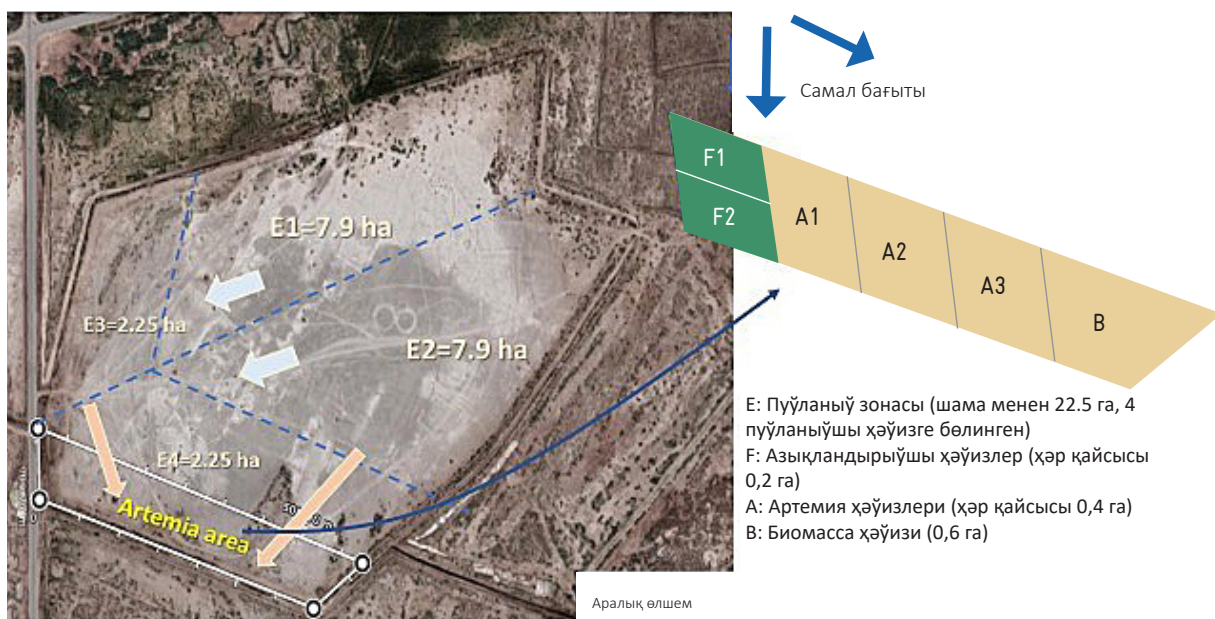 Самал бағыты
F1
F2
A1
A2
A3
B
E1=7.9 ha
E3=2.25 ha
E2=7.9 ha
E4=2.25 ha
Artemia area
E: Пуўланыў зонасы (шама менен 22.5 га, 4
пуўланыўшы ҳәўизге бөлинген)
F: Азықландырыўшы ҳәўизлер (ҳәр қайсысы
0,2 га)
A: Артемия ҳәўизлери (ҳәр қайсысы 0,4 га)
B: Биомасса ҳәўизи (0,6 га)
Аралық өлшем